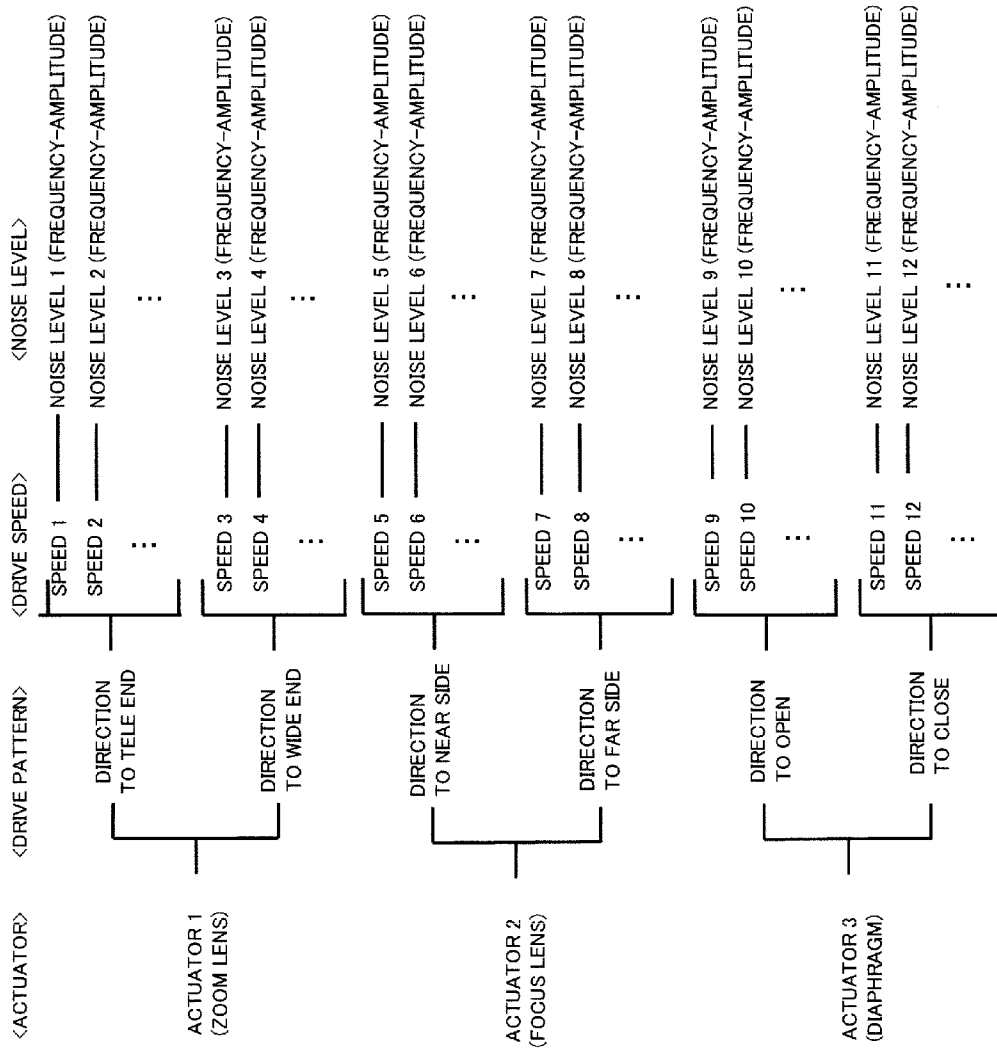 <ACTUATOR>
<DRIVE PATTERN>
<DRIVE SPEED>
<NOISE LEVEL>
ACTUATOR 1
(ZOOM LENS)
DIRECTION
TO TELE END
SPEED 1
NOISE LEVEL 1 (FREQUENCY-AMPLITUDE)
SPEED 2
NOISE LEVEL 2 (FREQUENCY-AMPLITUDE)
...
...
DIRECTION
TO WIDE END
SPEED 3
NOISE LEVEL 3 (FREQUENCY-AMPLITUDE)
SPEED 4
NOISE LEVEL 4 (FREQUENCY-AMPLITUDE)
...
...
ACTUATOR 2
(FOCUS LENS)
DIRECTION
TO NEAR SIDE
SPEED 5
NOISE LEVEL 5 (FREQUENCY-AMPLITUDE)
SPEED 6
NOISE LEVEL 6 (FREQUENCY-AMPLITUDE)
...
...
DIRECTION
TO FAR SIDE
SPEED 7
NOISE LEVEL 7 (FREQUENCY-AMPLITUDE)
SPEED 8
NOISE LEVEL 8 (FREQUENCY-AMPLITUDE)
...
...
ACTUATOR 3
(DIAPHRAGM)
DIRECTION
TO OPEN
SPEED 9
NOISE LEVEL 9 (FREQUENCY-AMPLITUDE)
SPEED 10
NOISE LEVEL 10 (FREQUENCY-AMPLITUDE)
...
...
DIRECTION
TO CLOSE
SPEED 11
NOISE LEVEL 11 (FREQUENCY-AMPLITUDE)
SPEED 12
NOISE LEVEL 12 (FREQUENCY-AMPLITUDE)
...
...